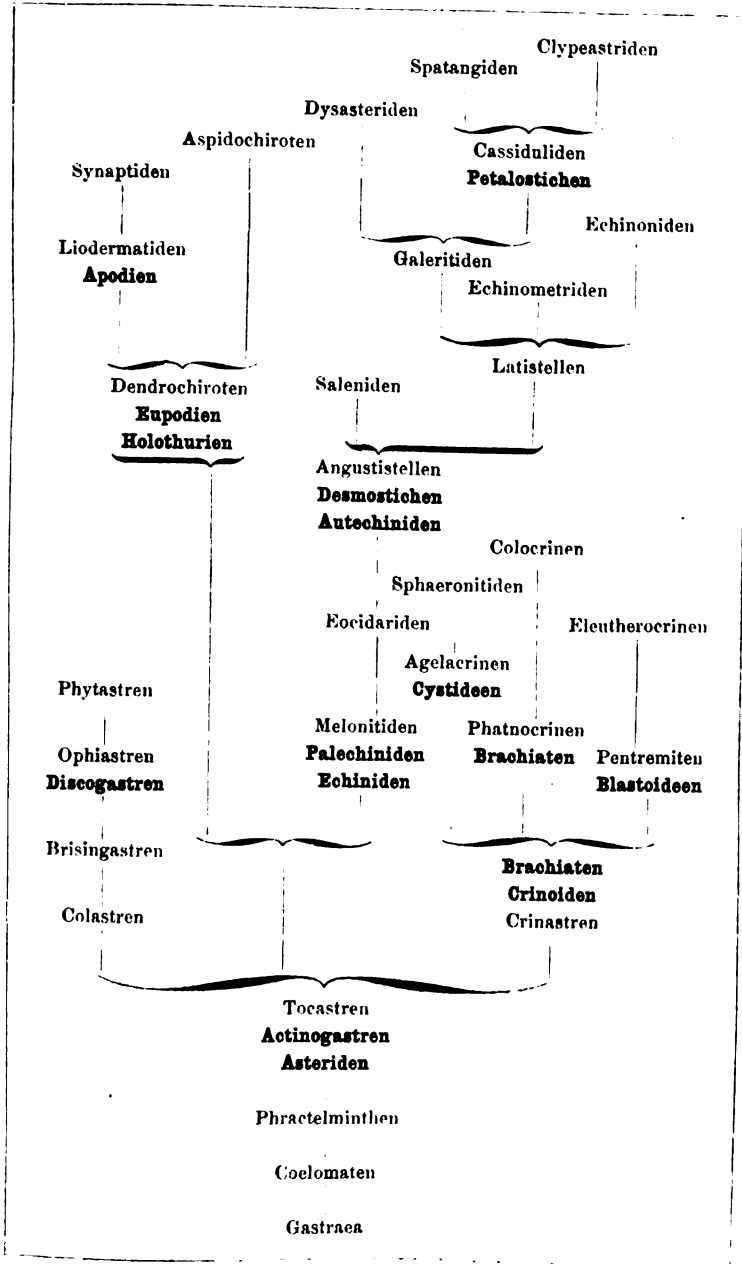 Clypeastriden
Spatangiden
Dysasteriden
Aspidochiroten
Cassiduliden
Petalostichen
Synaptiden
Echinoniden
Liodermatiden
Apodien
Galeritiden
Echinometriden
Latistellen
Dendrochiroten
Eupodien
Holothurien
Saleniden
Angustistellen
Desmostichen
Autechiniden
Colocrinen
Sphaeronitiden
Eocidariden
Eleutherocrinen
Agelacrinen
Cystideen
Phytastren
Melonitiden
Palechiniden
Echiniden
Phatnocrinen
Brachiaten
Ophiastren
Discogastren
Pentremiten
Blastoideen
Brisingastren
Brachiaten
Crinoiden
Crinastren
Colastren
Tocastren
Actinogastren
Asteriden
Phractelminthen
Coelomaten
Gastraea